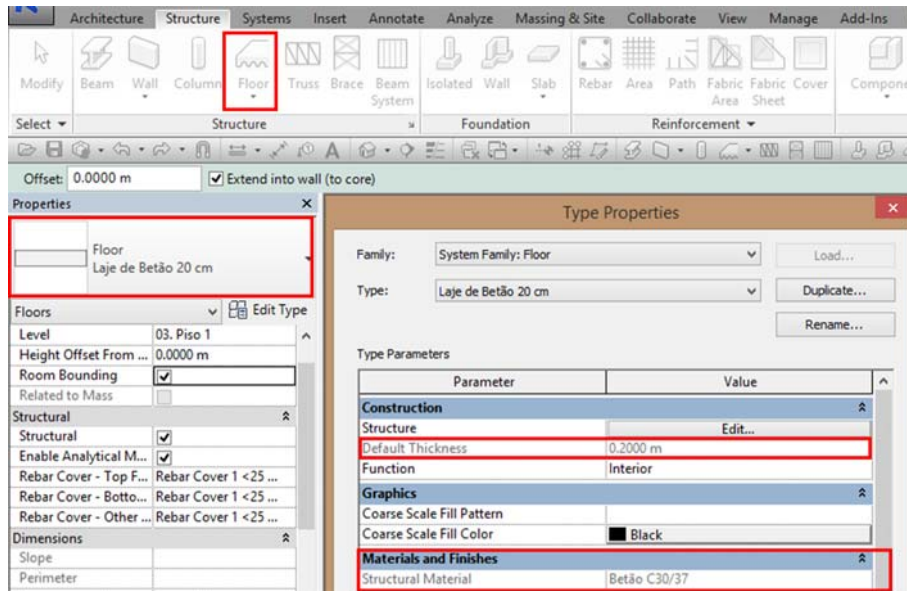 Architecture Structure Systems Insert Annotate Analyze Massing & Site Collaborate View Manage Add-Ins
Modify Beam Wall Column Floor Truss Brace Beam System Isolated Wall Slab Rebar Area Path Fabric Area Fabric Sheet Cover Compone
Select Structure Foundation Reinforcement
Offset: 0.0000 m Extend into wall (to core)
Properties
Floor
Laje de Betão 20 cm
Floors Edit Type
Level 03. Piso 1
Height Offset From ... 0.0000 m
Room Bounding
Related to Mass
Structural
Structural
Enable Analytical M...
Rebar Cover - Top F... Rebar Cover 1 <25 ...
Rebar Cover - Botto... Rebar Cover 1 <25 ...
Rebar Cover - Other ... Rebar Cover 1 <25 ...
Dimensions
Slope
Perimeter
Type Properties
Family: System Family: Floor Load...
Type: Laje de Betão 20 cm Duplicate...
Rename...
Type Parameters
Parameter Value
Construction
Structure Edit...
Default Thickness 0.2000 m
Function Interior
Graphics
Coarse Scale Fill Pattern
Coarse Scale Fill Color Black
Materials and Finishes
Structural Material Betão C30/37